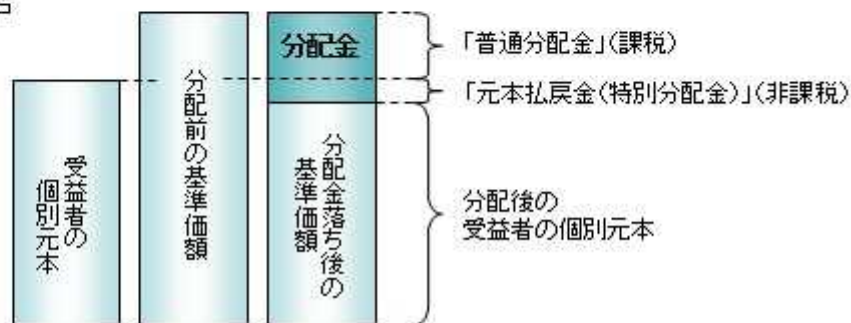 受益者の
個別元本
分配前の基準価額
分配金
分配金落ち後の
基準価額
「普通分配金」(課税)
「元本払戻金(特別分配金)」(非課税)
分配後の
受益者の個別元本